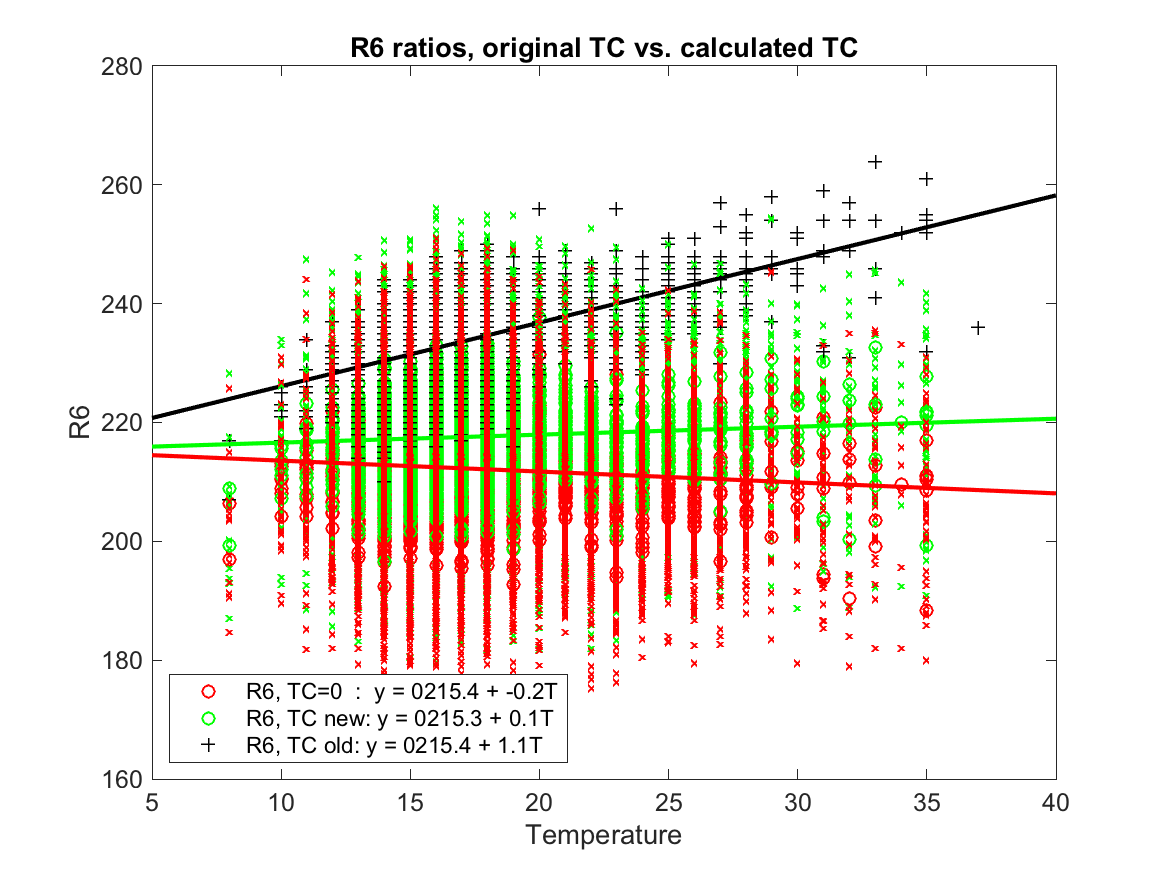 R6 ratios, original TC vs. calculated TC
280
260
240
220
200
180
160
R6
R6, TC=0  :  y = 0215.4 + -0.2T
R6, TC new: y = 0215.3 + 0.1T
R6, TC old: y = 0215.4 + 1.1T
5 10 15 20 25 30 35 40
Temperature